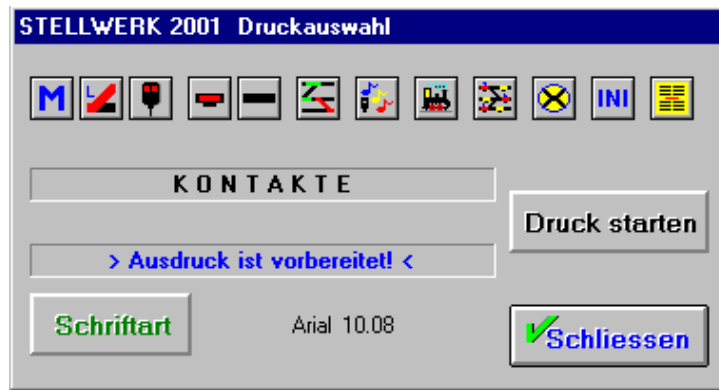 STELLWERK 2001 Druckauswahl
M L INI
KONTAKTE
Druck starten
> Ausdruck ist vorbereitet! <
Schriftart Arial 10.08 Schliessen